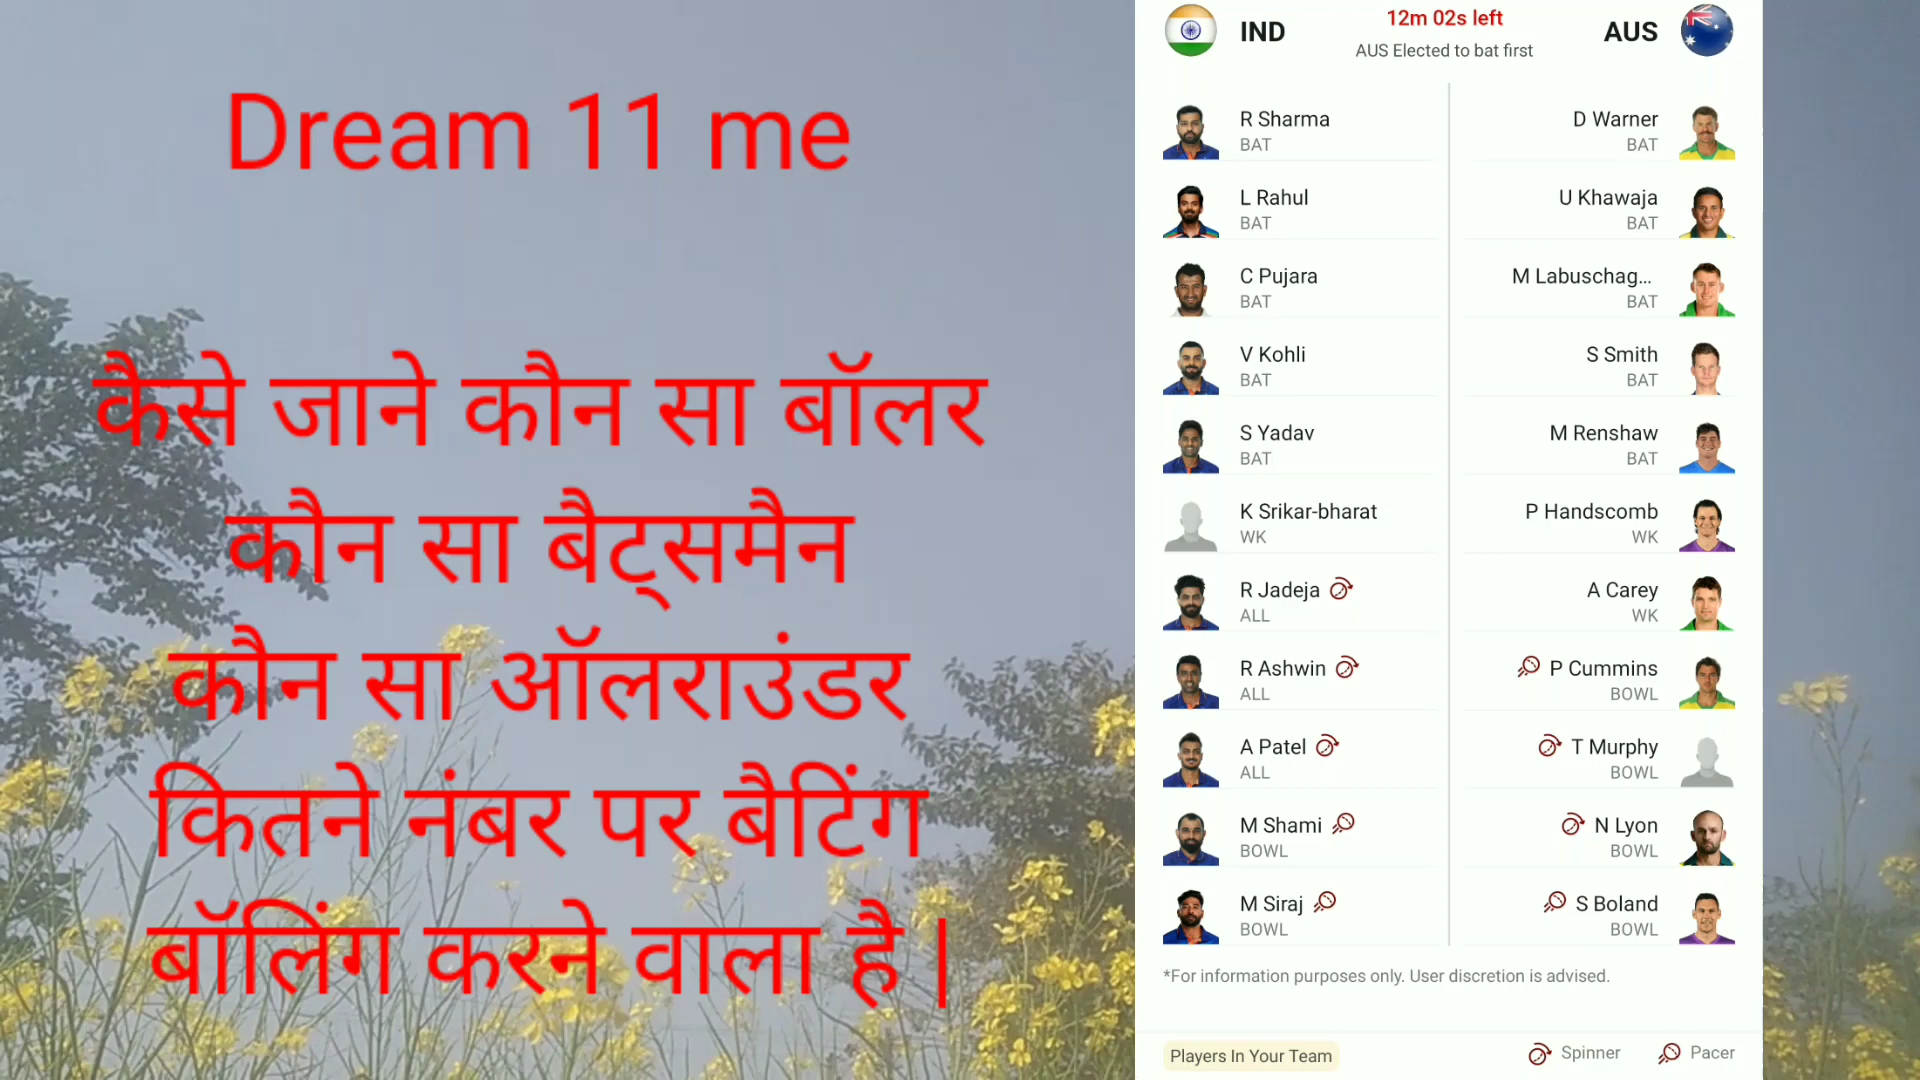 Dream 11 me
कैसे जाने कौन सा बॉलर
कौन सा बैट्समैन
कौन सा ऑलराउंडर
कितने नंबर पर बैटिंग
बॉलिंग करने वाला है |
IND
12m 02s left
AUS Elected to bat first
AUS
R Sharma
BAT
D Warner
BAT
L Rahul
BAT
U Khawaja
BAT
C Pujara
BAT
M Labuschag...
BAT
V Kohli
BAT
S Smith
BAT
S Yadav
BAT
M Renshaw
BAT
K Srikar-bharat
WK
P Handscomb
WK
R Jadeja
ALL
A Carey
WK
R Ashwin
ALL
P Cummins
BOWL
A Patel
ALL
T Murphy
BOWL
M Shami
BOWL
N Lyon
BOWL
M Siraj
BOWL
S Boland
BOWL
*For information purposes only. User discretion is advised.
Players In Your Team
Spinner
Pacer